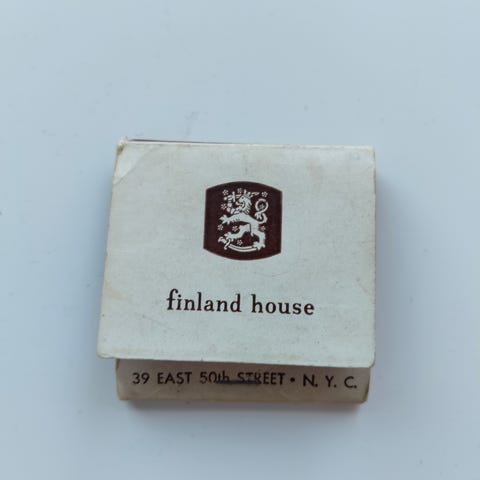 finland house
39 EAST 50th STREET • N. Y. C.